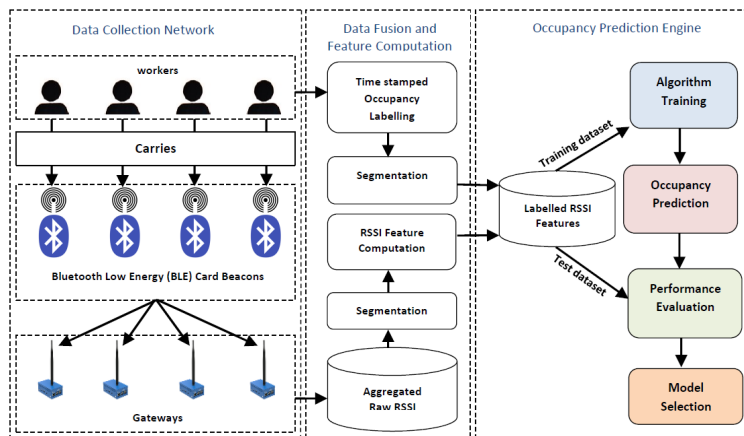 Data Collection Network
workers
Carries
Bluetooth Low Energy (BLE) Card Beacons
Gateways
Data Fusion and
Feature Computation
Time stamped
Occupancy
Labelling
Segmentation
RSSI Feature
Computation
Segmentation
Aggregated
Raw RSSI
Occupancy Prediction Engine
Labelled RSSI
Features
Training dataset
Test dataset
Algorithm
Training
Occupancy
Prediction
Performance
Evaluation
Model
Selection